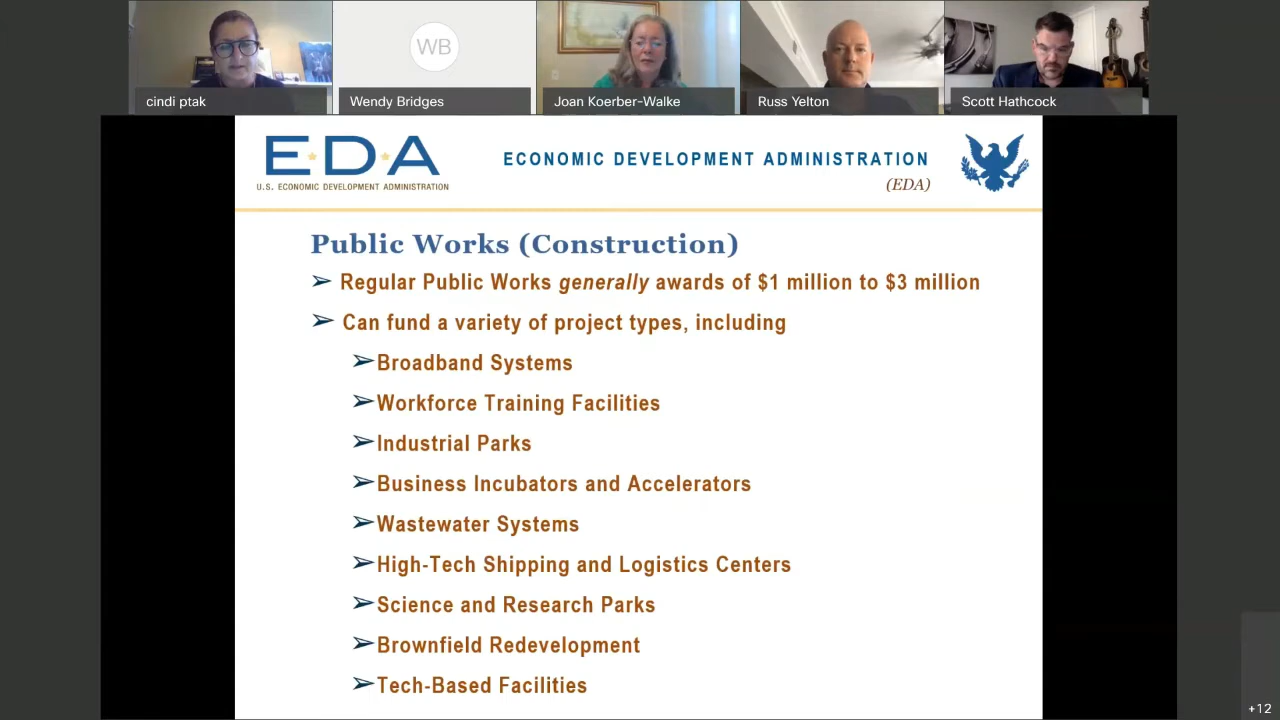 WB
cindi ptak
Wendy Bridges
Joan Koerber-Walke
Russ Yelton
Scott Hathcock
EDA
U.S. ECONOMIC DEVELOPMENT ADMINISTRATION
ECONOMIC DEVELOPMENT ADMINISTRATION
(EDA)
Public Works (Construction)
Regular Public Works generally awards of $1 million to $3 million
Can fund a variety of project types, including
Broadband Systems
Workforce Training Facilities
Industrial Parks
Business Incubators and Accelerators
Wastewater Systems
High-Tech Shipping and Logistics Centers
Science and Research Parks
Brownfield Redevelopment
Tech-Based Facilities
+12